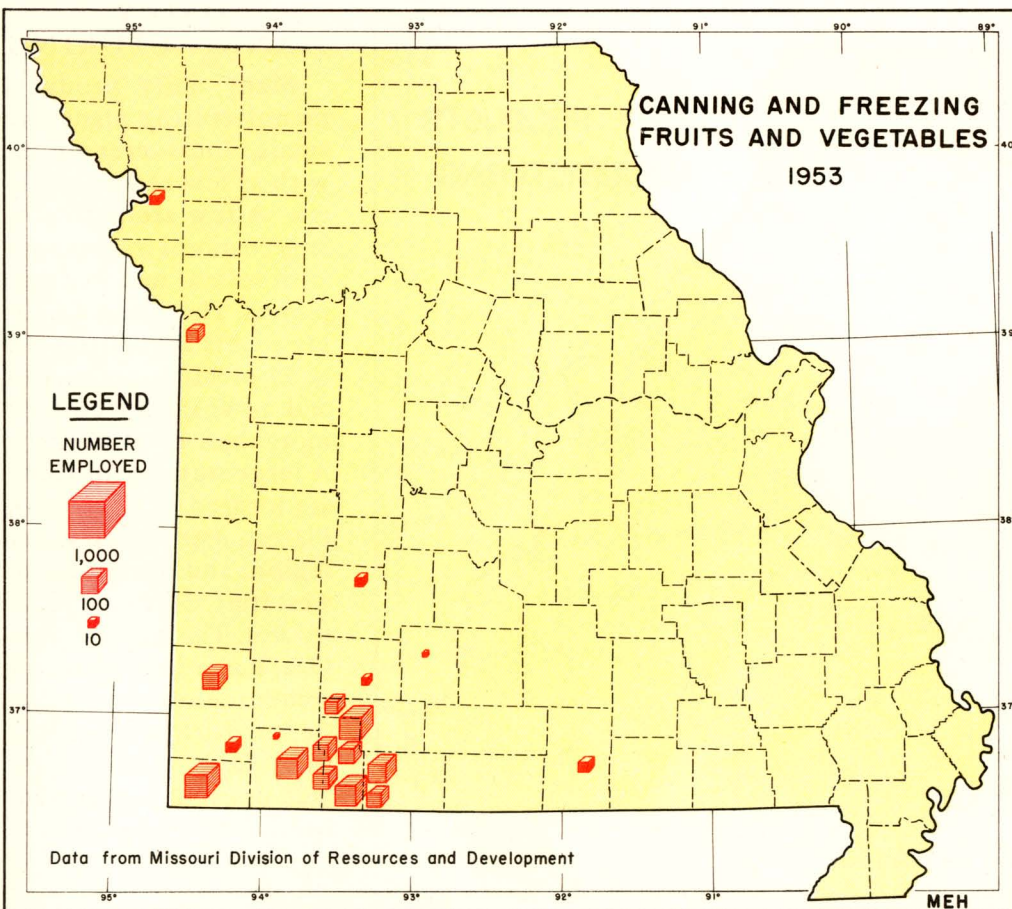 95° 94° 93° 92° 91° 90° 89°
CANNING AND FREEZING
FRUITS AND VEGETABLES
1953
40° 40°
39° 39°
LEGEND
NUMBER
EMPLOYED
1,000
100
10
38° 38°
37° 37°
Data from Missouri Division of Resources and Development
95° 94° 93° 92° 91° 90°
MEH